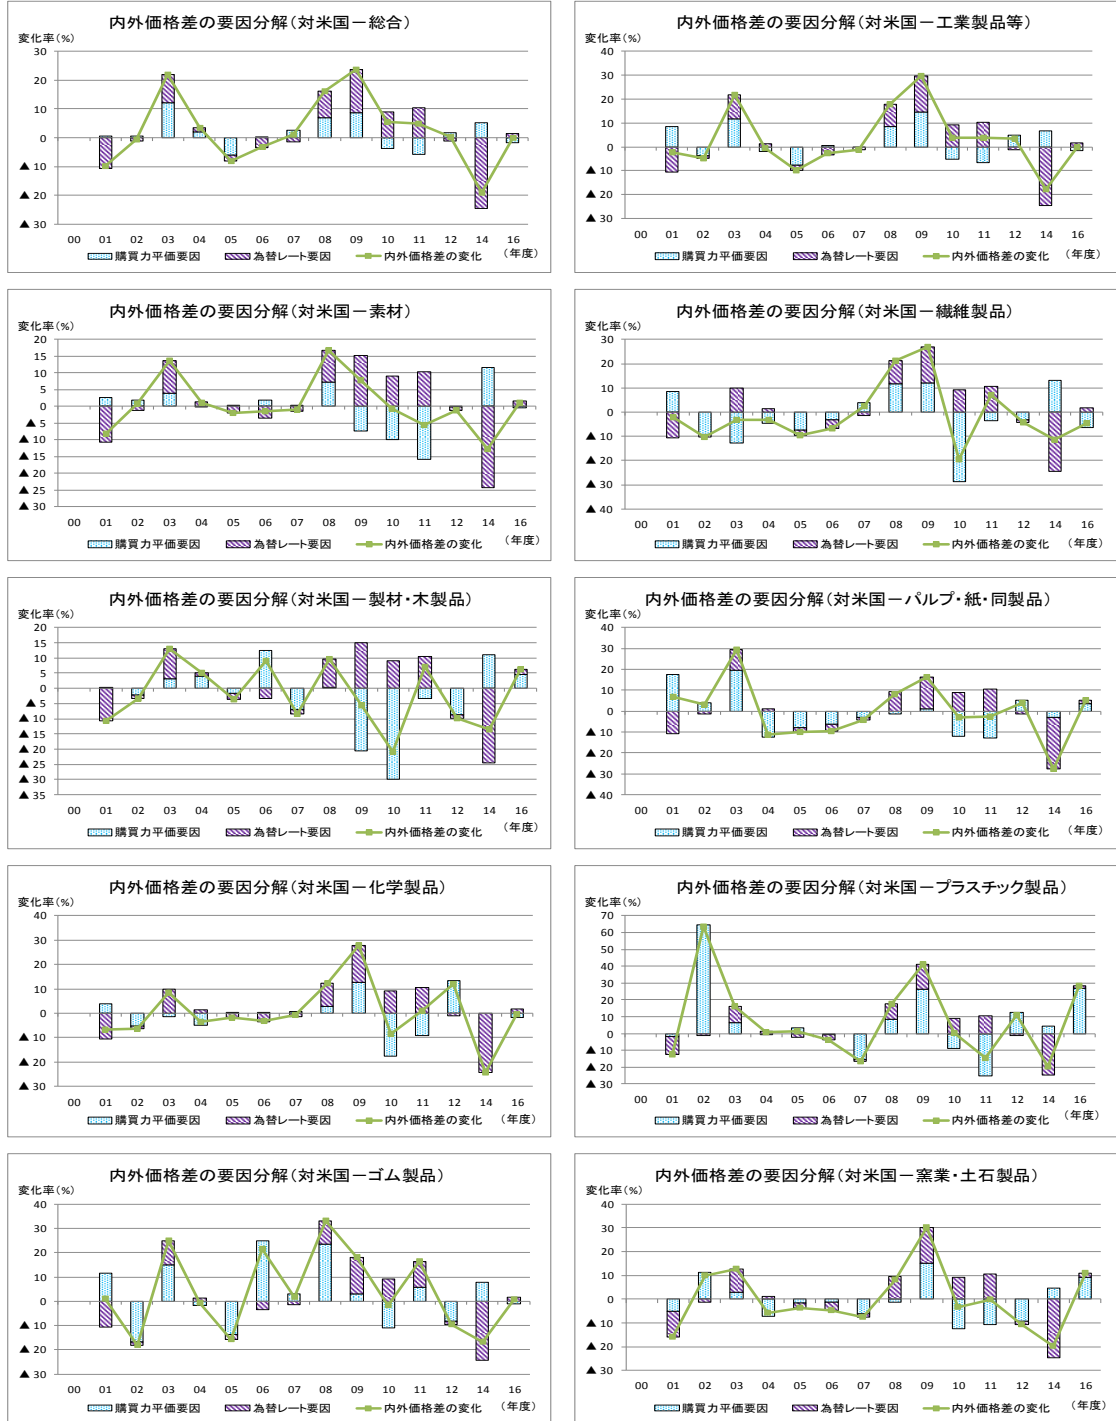 内外価格差の要因分解(対米国－総合)
変化率(%)
30
20
10
0
▲ 10
▲ 20
▲ 30
00 01 02 03 04 05 06 07 08 09 10 11 12 14 16
購買力平価要因 為替レート要因 内外価格差の変化 (年度)
内外価格差の要因分解(対米国－工業製品等)
変化率(%)
40
30
20
10
0
▲ 10
▲ 20
▲ 30
00 01 02 03 04 05 06 07 08 09 10 11 12 14 16
購買力平価要因 為替レート要因 内外価格差の変化 (年度)
内外価格差の要因分解(対米国－素材)
変化率(%)
20
15
10
5
0
▲ 5
▲ 10
▲ 15
▲ 20
▲ 25
▲ 30
00 01 02 03 04 05 06 07 08 09 10 11 12 14 16
購買力平価要因 為替レート要因 内外価格差の変化 (年度)
内外価格差の要因分解(対米国－繊維製品)
変化率(%)
30
20
10
0
▲ 10
▲ 20
▲ 30
▲ 40
00 01 02 03 04 05 06 07 08 09 10 11 12 14 16
購買力平価要因 為替レート要因 内外価格差の変化 (年度)
内外価格差の要因分解(対米国－製材・木製品)
変化率(%)
20
15
10
5
0
▲ 5
▲ 10
▲ 15
▲ 20
▲ 25
▲ 30
▲ 35
00 01 02 03 04 05 06 07 08 09 10 11 12 14 16
購買力平価要因 為替レート要因 内外価格差の変化 (年度)
内外価格差の要因分解(対米国－パルプ・紙・同製品)
変化率(%)
40
30
20
10
0
▲ 10
▲ 20
▲ 30
▲ 40
00 01 02 03 04 05 06 07 08 09 10 11 12 14 16
購買力平価要因 為替レート要因 内外価格差の変化 (年度)
内外価格差の要因分解(対米国－化学製品)
変化率(%)
40
30
20
10
0
▲ 10
▲ 20
▲ 30
00 01 02 03 04 05 06 07 08 09 10 11 12 14 16
購買力平価要因 為替レート要因 内外価格差の変化 (年度)
内外価格差の要因分解(対米国－プラスチック製品)
変化率(%)
70
60
50
40
30
20
10
0
▲ 10
▲ 20
▲ 30
00 01 02 03 04 05 06 07 08 09 10 11 12 14 16
購買力平価要因 為替レート要因 内外価格差の変化 (年度)
内外価格差の要因分解(対米国－ゴム製品)
変化率(%)
40
30
20
10
0
▲ 10
▲ 20
▲ 30
00 01 02 03 04 05 06 07 08 09 10 11 12 14 16
購買力平価要因 為替レート要因 内外価格差の変化 (年度)
内外価格差の要因分解(対米国－窯業・土石製品)
変化率(%)
40
30
20
10
0
▲ 10
▲ 20
▲ 30
00 01 02 03 04 05 06 07 08 09 10 11 12 14 16
購買力平価要因 為替レート要因 内外価格差の変化 (年度)